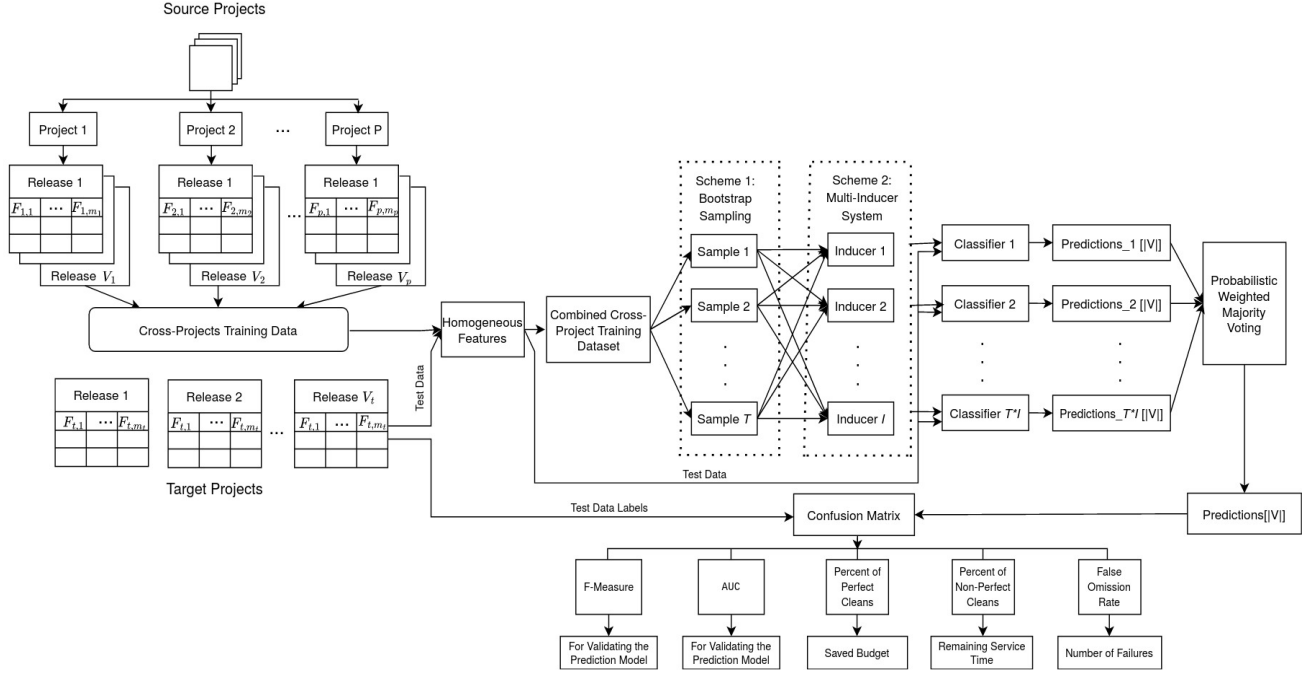 Source Projects
Project 1
Project 2
...
Project P
Release 1
F1,1 ... F1,m1
Release V1
Release 1
F2,1 ... F2,m2
Release V2
...
Release 1
Fp,1 ... Fp,mp
Release Vp
Cross-Projects Training Data
Release 1
Ft,1 ... Ft,mt
Release 2
Ft,1 ... Ft,mt
...
Release Vt
Ft,1 ... Ft,mt
Target Projects
Test Data
Homogeneous
Features
Combined Cross-
Project Training
Dataset
Scheme 1:
Bootstrap
Sampling
Sample 1
Sample 2
Sample T
Scheme 2:
Multi-Inducer
System
Inducer 1
Inducer 2
Inducer I
Classifier 1
Classifier 2
Classifier T*I
Predictions_1 [|V|]
Predictions_2 [|V|]
Predictions_T*I [|V|]
Probabilistic
Weighted
Majority
Voting
Test Data
Test Data Labels
Confusion Matrix
Predictions[|V|]
F-Measure
AUC
Percent of
Perfect
Cleans
Percent of
Non-Perfect
Cleans
False
Omission
Rate
For Validating the
Prediction Model
For Validating the
Prediction Model
Saved Budget
Remaining Service
Time
Number of Failures